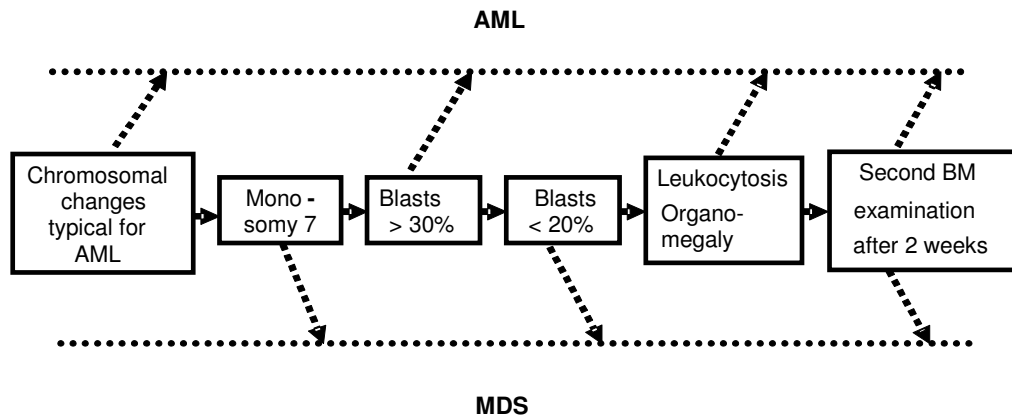 AML
Chromosomal
changes
typical for
AML
Mono -
somy 7
Blasts
> 30%
Blasts
< 20%
Leukocytosis
Organo-
megaly
Second BM
examination
after 2 weeks
MDS